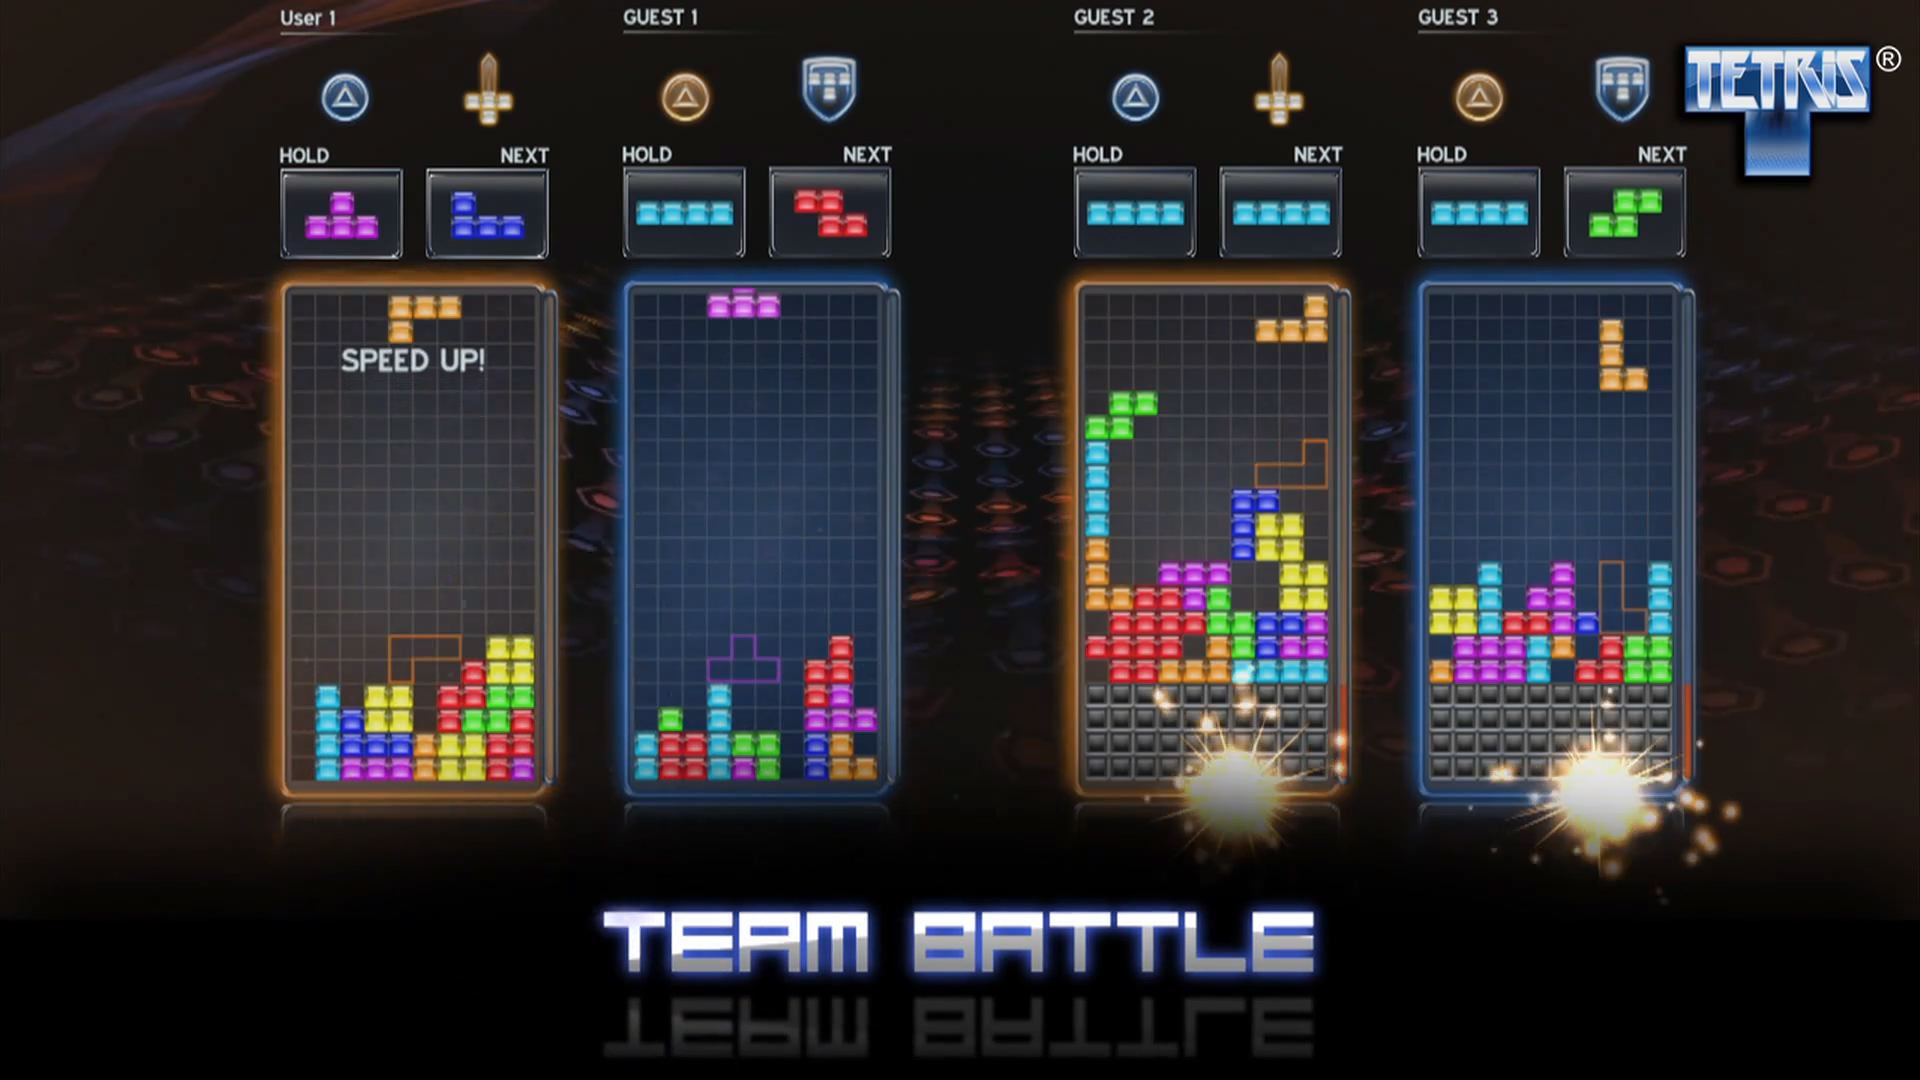 User 1
GUEST 1
GUEST 2
GUEST 3
TETRIS®
HOLD
NEXT
HOLD
NEXT
HOLD
NEXT
HOLD
NEXT
SPEED UP!
TEAM BATTLE